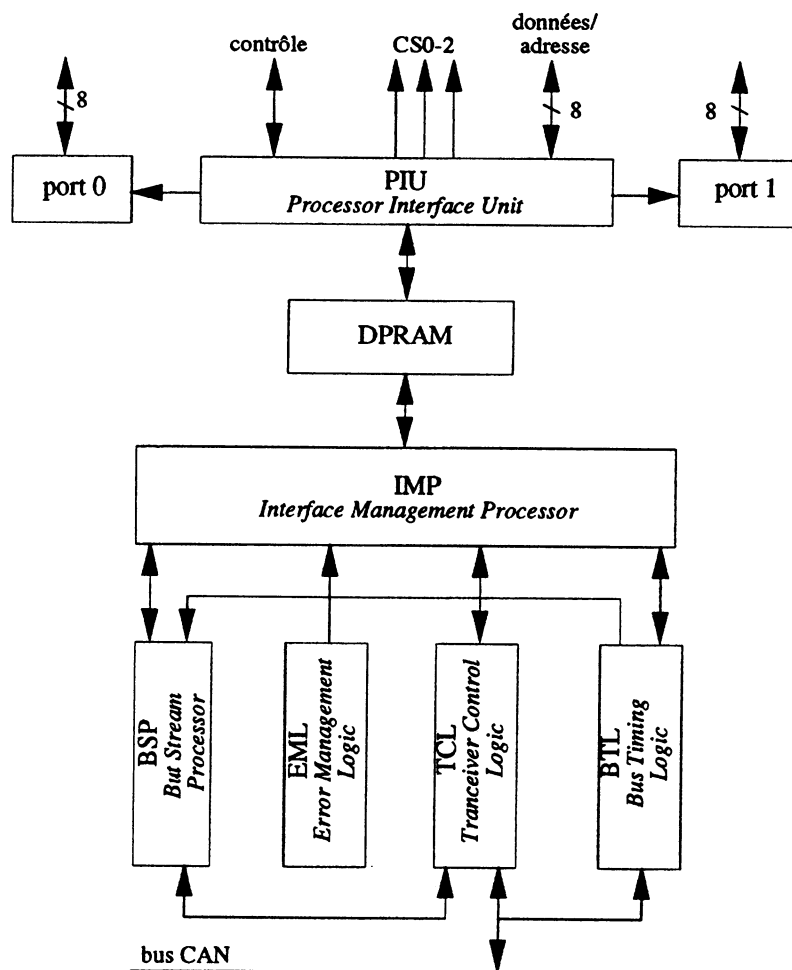 contrôle
CS0-2
données/
adresse
8
8
8
port 0
PIU
Processor Interface Unit
port 1
DPRAM
IMP
Interface Management Processor
BSP
But Stream
Processor
EML
Error Management
Logic
TCL
Tranceiver Control
Logic
BTL
Bus Timing
Logic
bus CAN